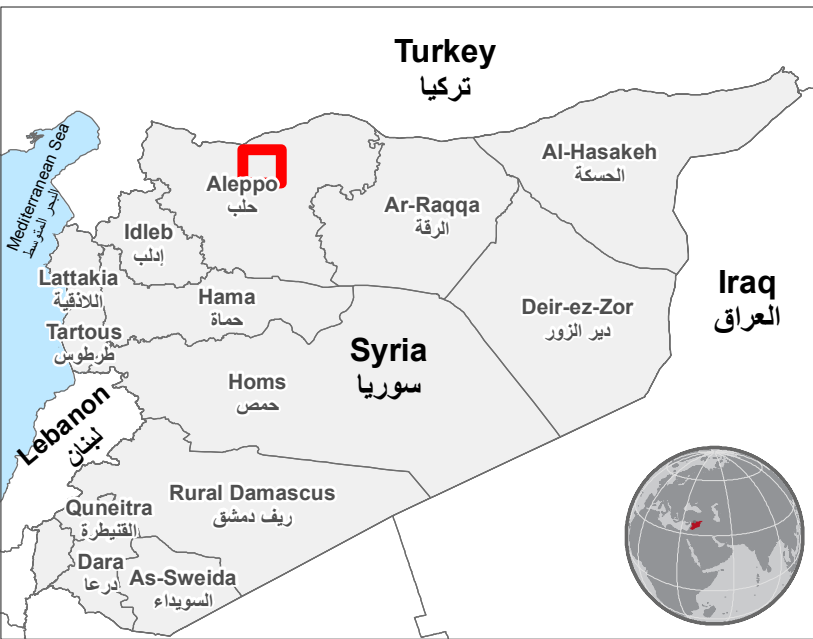 Turkey
تركيا
Mediterranean Sea
البحر المتوسط
Al-Hasakeh
الحسكة
Aleppo
حلب
Ar-Raqqa
الرقة
Idleb
إدلب
Lattakia
اللاذقية
Hama
حماة
Iraq
العراق
Deir-ez-Zor
دير الزور
Tartous
طرطوس
Syria
سوريا
Homs
حمص
Lebanon
لبنان
Rural Damascus
ريف دمشق
Quneitra
القنيطرة
Dara
درعا
As-Sweida
السويداء